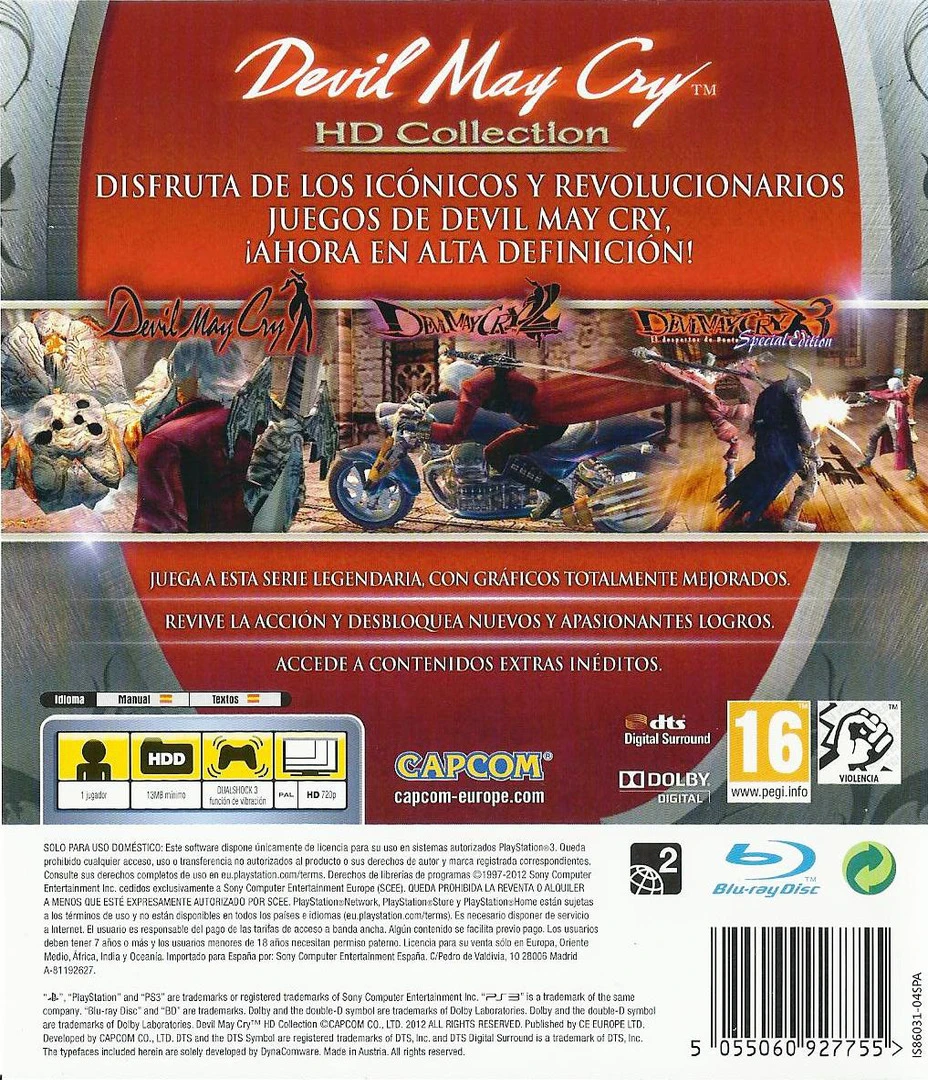 Devil May Cry™
HD Collection
DISFRUTA DE LOS ICÓNICOS Y REVOLUCIONARIOS
JUEGOS DE DEVIL MAY CRY,
¡AHORA EN ALTA DEFINICIÓN!
Devil May Cry
DEVIL MAY CRY 2
DEVIL MAY CRY 3
El despertar de Dante Special Edition
JUEGA A ESTA SERIE LEGENDARIA, CON GRÁFICOS TOTALMENTE MEJORADOS.
REVIVE LA ACCIÓN Y DESBLOQUEA NUEVOS Y APASIONANTES LOGROS.
ACCEDE A CONTENIDOS EXTRAS INÉDITOS.
Idioma Manual Textos
HDD
1 jugador
13MB mínimo
DUALSHOCK 3
función de vibración
PAL HD 720p
CAPCOM®
capcom-europe.com
dts
Digital Surround
DOLBY
DIGITAL
16
www.pegi.info
VIOLENCIA
SOLO PARA USO DOMÉSTICO: Este software dispone únicamente de licencia para su uso en sistemas autorizados PlayStation®3. Queda
prohibido cualquier acceso, uso o transferencia no autorizados al producto o sus derechos de autor y marca registrada correspondientes.
Consulte sus derechos completos de uso en eu.playstation.com/terms. Derechos de librerías de programas ©1997-2012 Sony Computer
Entertainment Inc. cedidos exclusivamente a Sony Computer Entertainment Europe (SCEE). QUEDA PROHIBIDA LA REVENTA O ALQUILER
A MENOS QUE ESTÉ EXPRESAMENTE AUTORIZADO POR SCEE. PlayStation®Network, PlayStation®Store y PlayStation®Home están sujetas
a los términos de uso y no están disponibles en todos los países e idiomas (eu.playstation.com/terms). Es necesario disponer de servicio
a Internet. El usuario es responsable del pago de las tarifas de acceso a banda ancha. Algún contenido se facilita previo pago. Los usuarios
deben tener 7 años o más y los usuarios menores de 18 años necesitan permiso paterno. Licencia para su venta sólo en Europa, Oriente
Medio, África, India y Oceanía. Importado para España por: Sony Computer Entertainment España. C/Pedro de Valdivia, 10 28006 Madrid
A-81192627.
2
Blu-ray Disc™
"", "PlayStation" and "PS3" are trademarks or registered trademarks of Sony Computer Entertainment Inc. "PS3" is a trademark of the same
company. "Blu-ray Disc" and "BD" are trademarks. Dolby and the double-D symbol are trademarks of Dolby Laboratories. Dolby and the double-D symbol
are trademarks of Dolby Laboratories. Devil May Cry™ HD Collection ©CAPCOM CO., LTD. 2012 ALL RIGHTS RESERVED. Published by CE EUROPE LTD.
Developed by CAPCOM CO., LTD. DTS and the DTS Symbol are registered trademarks of DTS, Inc. and DTS Digital Surround is a trademark of DTS, Inc.
The typefaces included herein are solely developed by DynaComware. Made in Austria. All rights reserved.
5 055060 927755 >
IS86031-04SPA